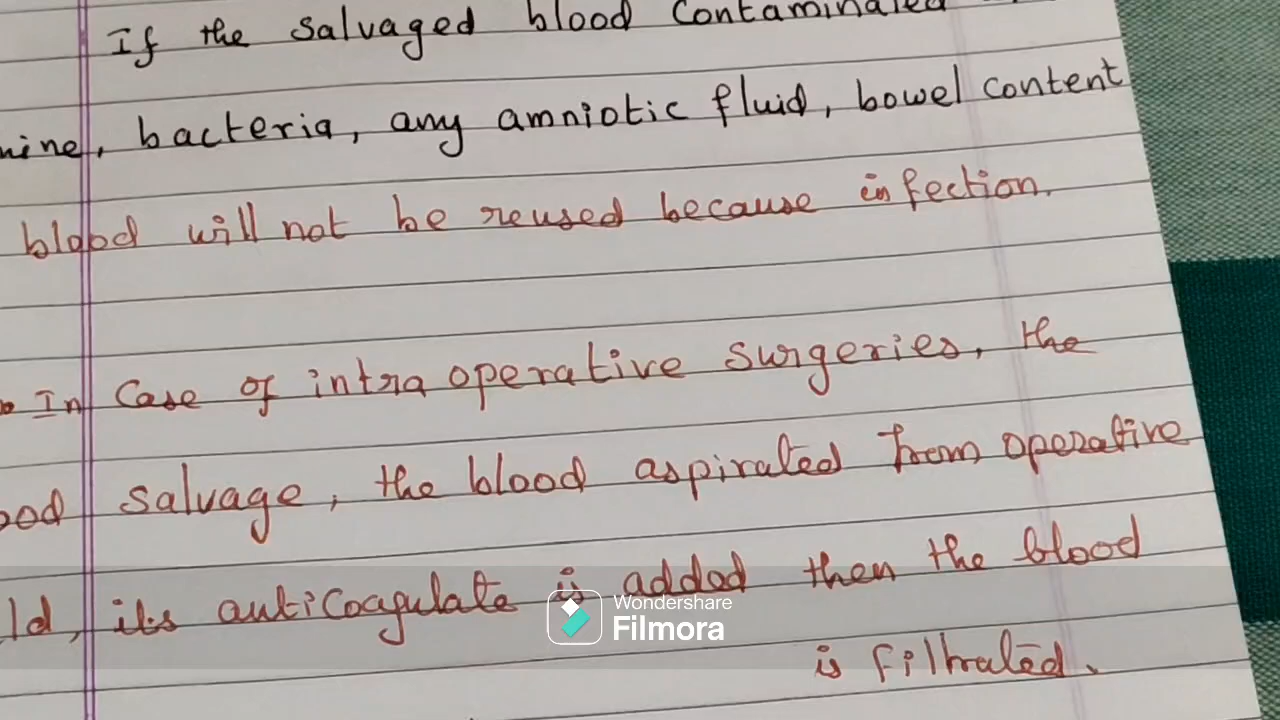 If the salvaged blood contaminated
bacteria, any amniotic fluid, bowel content
blood will not be reused because infection.
In Case of intra operative surgeries, the
salvage, the blood aspirated from operative
its anticoagulate is added then the blood
is filtrated.
Wondershare
Filmora